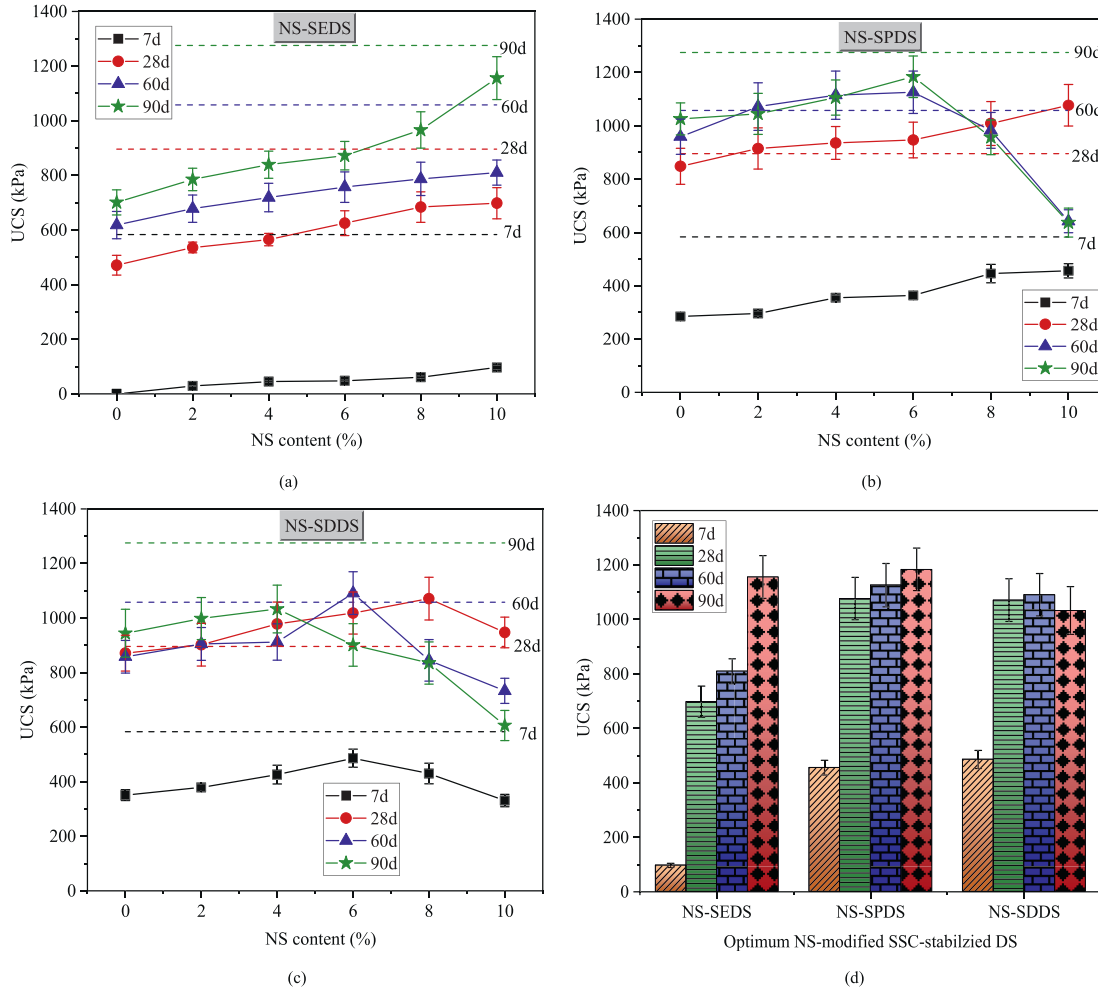 NS-SEDS
7d
28d
60d
90d
90d
60d
28d
7d
1400
1200
1000
800
600
400
200
0
UCS (kPa)
0 2 4 6 8 10
NS content (%)
(a)
NS-SPDS
90d
60d
28d
7d
7d
28d
60d
90d
1400
1200
1000
800
600
400
200
0
UCS (kPa)
0 2 4 6 8 10
NS content (%)
(b)
NS-SDDS
90d
60d
28d
7d
7d
28d
60d
90d
1400
1200
1000
800
600
400
200
0
UCS (kPa)
0 2 4 6 8 10
NS content (%)
(c)
7d
28d
60d
90d
1400
1200
1000
800
600
400
200
0
UCS (kPa)
NS-SEDS NS-SPDS NS-SDDS
Optimum NS-modified SSC-stabilzied DS
(d)